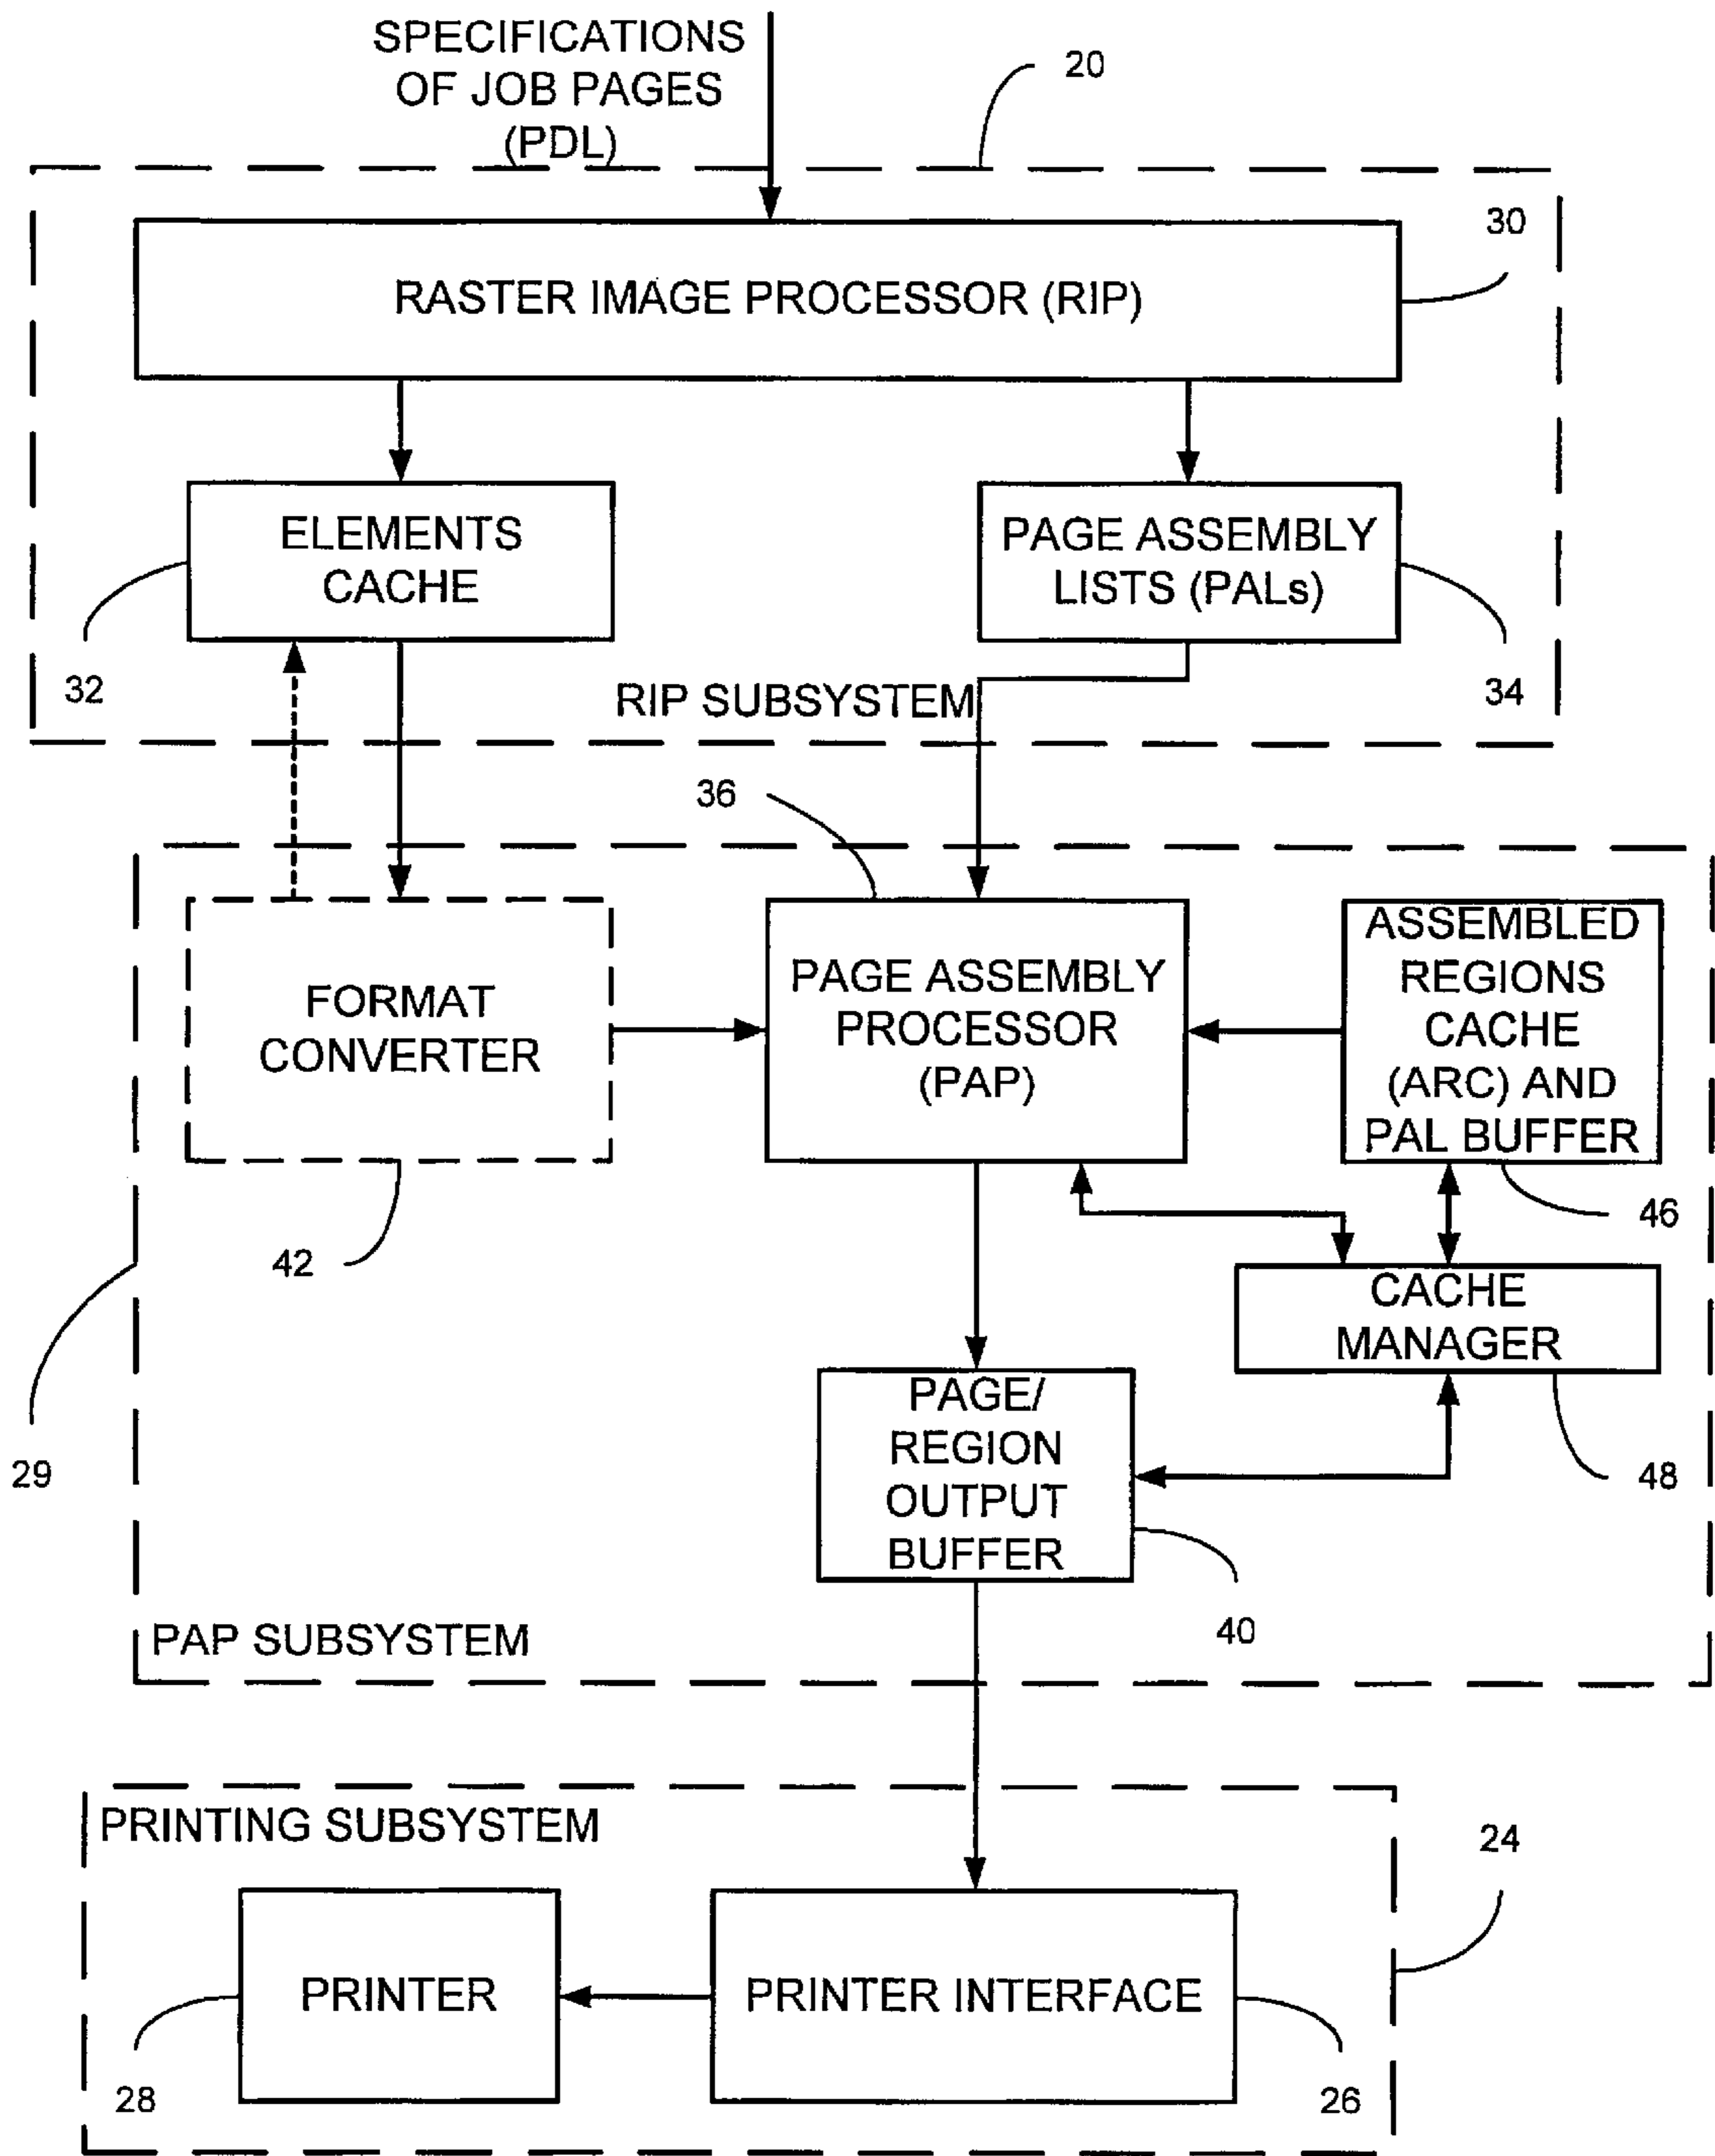 SPECIFICATIONS
OF JOB PAGES
(PDL)
20
30
RASTER IMAGE PROCESSOR (RIP)
ELEMENTS
CACHE
PAGE ASSEMBLY
LISTS (PALs)
32
RIP SUBSYSTEM
34
36
FORMAT
CONVERTER
PAGE ASSEMBLY
PROCESSOR
(PAP)
ASSEMBLED
REGIONS
CACHE
(ARC) AND
PAL BUFFER
42
46
CACHE
MANAGER
PAGE/
REGION
OUTPUT
BUFFER
29
48
40
PAP SUBSYSTEM
PRINTING SUBSYSTEM
24
PRINTER
PRINTER INTERFACE
28
26